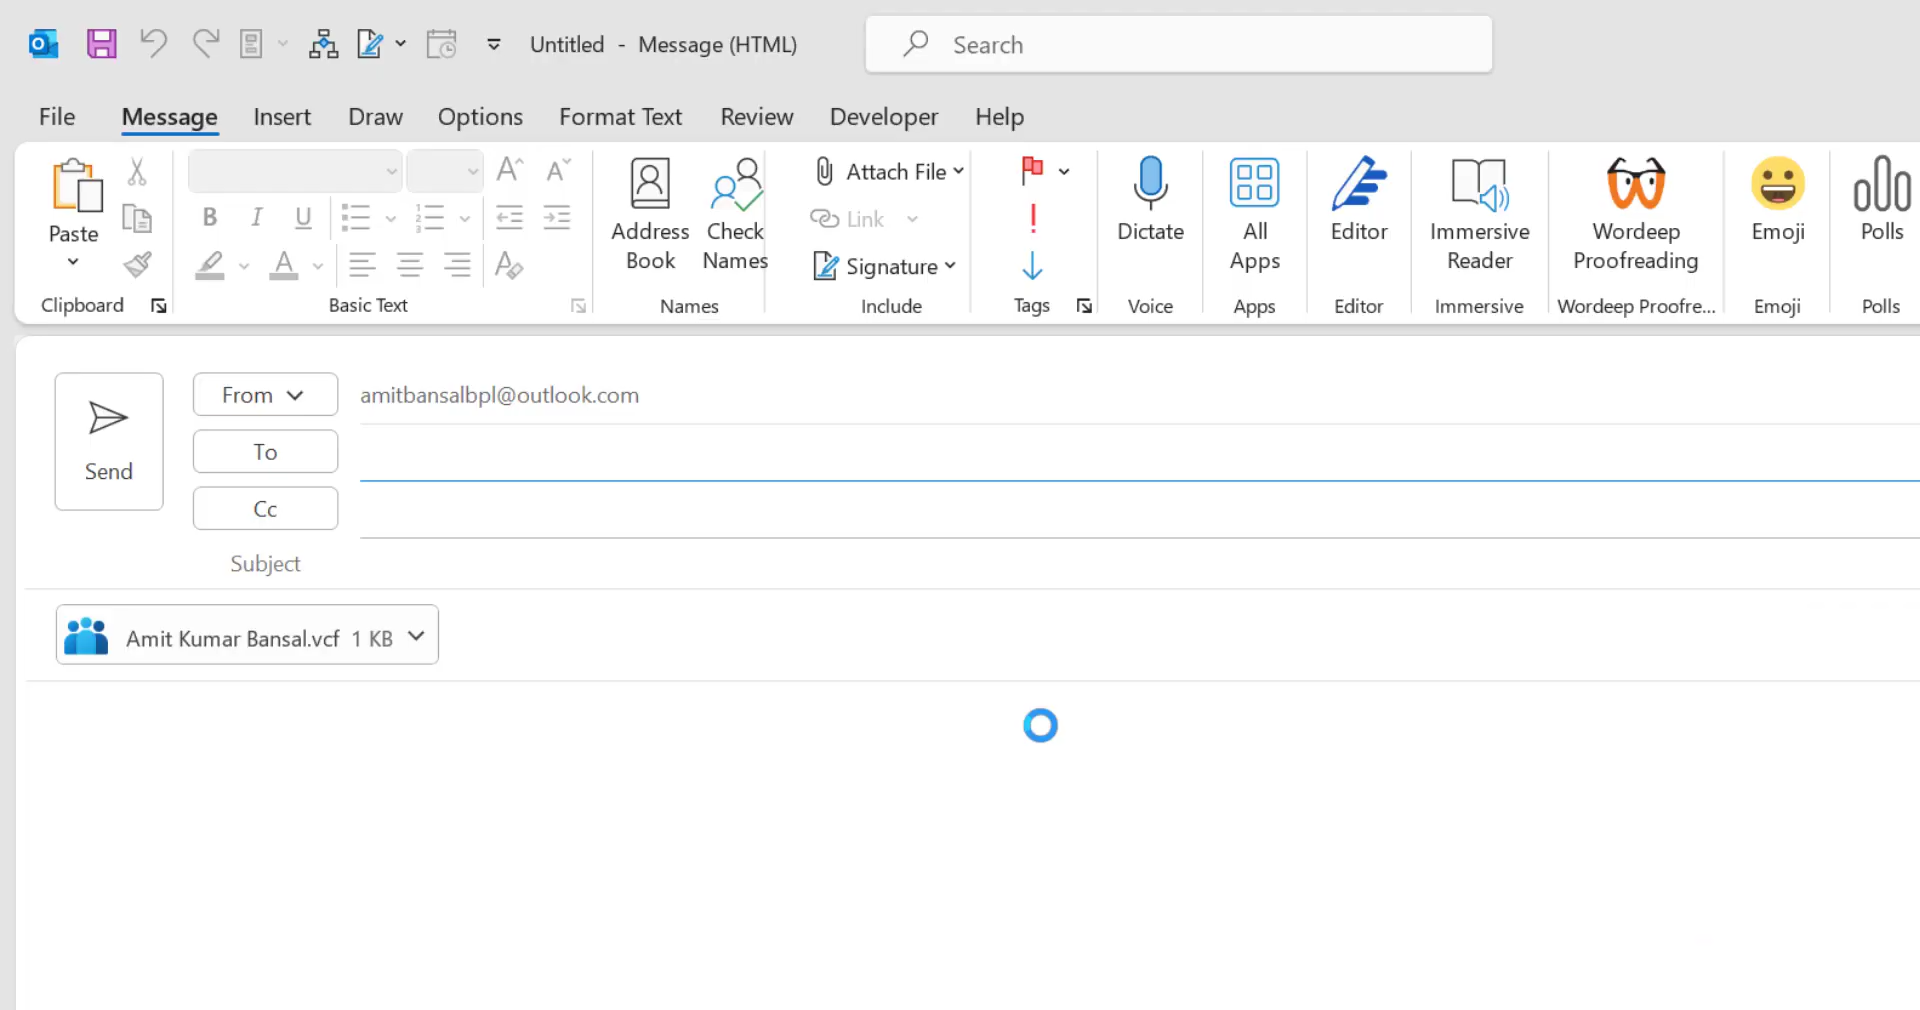 Untitled - Message (HTML)
Search
File Message Insert Draw Options Format Text Review Developer Help
Paste
B I U
Clipboard
Basic Text
Address Book
Check Names
Names
Attach File
Link
Signature
Include
Tags
Dictate
Voice
All Apps
Apps
Editor
Editor
Immersive Reader
Immersive
Wordeep Proofreading
Wordeep Proofre...
Emoji
Emoji
Polls
Polls
Send
From amitbansalbpl@outlook.com
To
Cc
Subject
Amit Kumar Bansal.vcf 1 KB